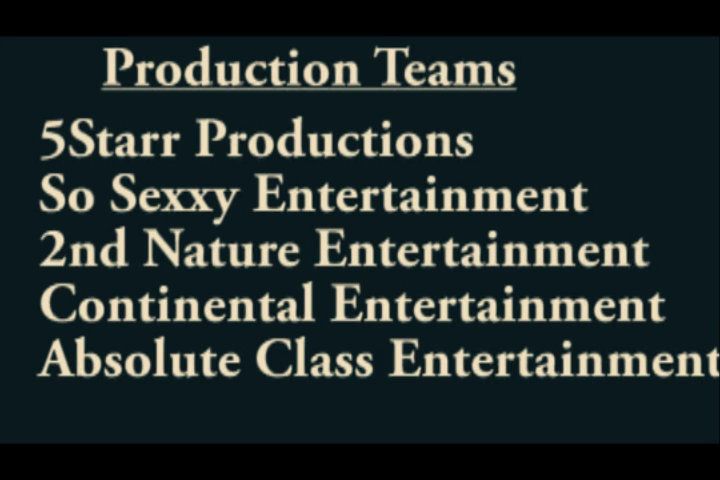 Production Teams
5Starr Productions
So Sexxy Entertainment
2nd Nature Entertainment
Continental Entertainment
Absolute Class Entertainment